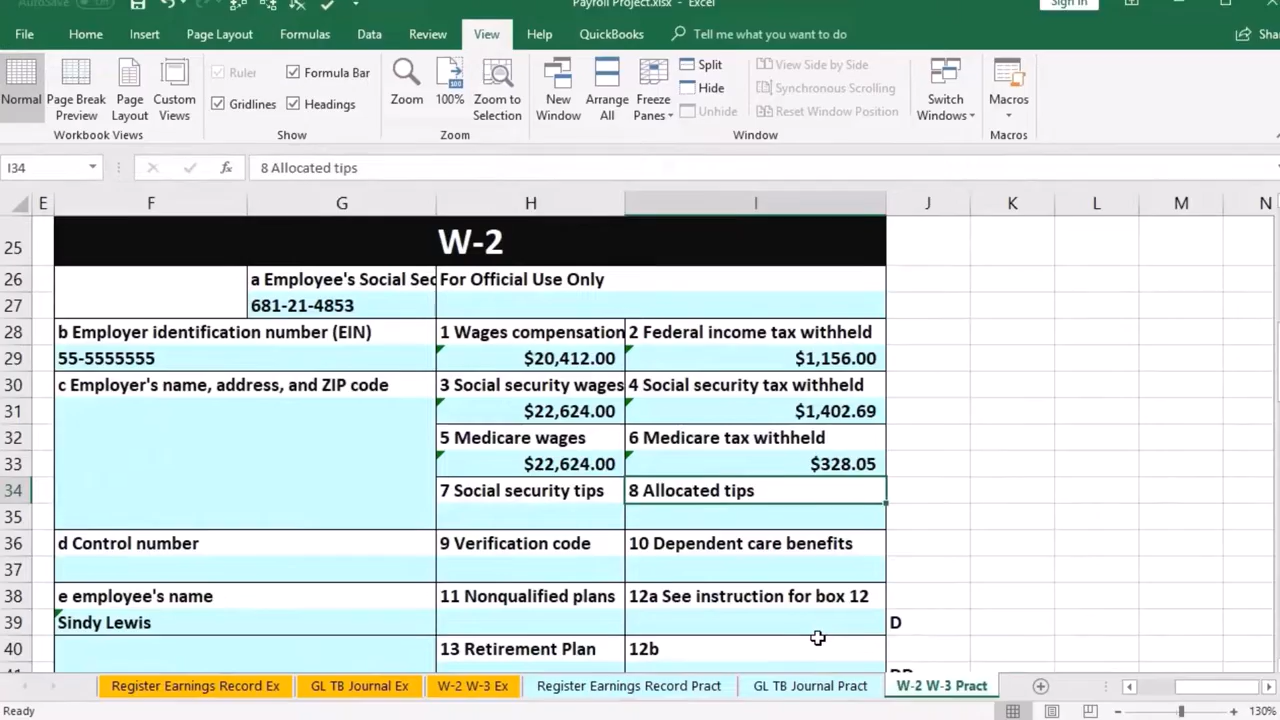 AutoSave Off Payroll Project.xlsx - Excel Sign in
File Home Insert Page Layout Formulas Data Review View Help QuickBooks Tell me what you want to do Sha
Normal Page Break Preview Page Layout Custom Views Workbook Views
Ruler Formula Bar Gridlines Headings Show
Zoom 100% Zoom to Selection Zoom
New Window Arrange All Freeze Panes Split Hide Unhide View Side by Side Synchronous Scrolling Reset Window Position Window
Switch Windows Macros Macros
I34 fx 8 Allocated tips
E F G H I J K L M N
25 W-2
26 a Employee's Social Sec For Official Use Only
27 681-21-4853
28 b Employer identification number (EIN) 1 Wages compensation 2 Federal income tax withheld
29 55-5555555 $20,412.00 $1,156.00
30 c Employer's name, address, and ZIP code 3 Social security wages 4 Social security tax withheld
31 $22,624.00 $1,402.69
32 5 Medicare wages 6 Medicare tax withheld
33 $22,624.00 $328.05
34 7 Social security tips 8 Allocated tips
35
36 d Control number 9 Verification code 10 Dependent care benefits
37
38 e employee's name 11 Nonqualified plans 12a See instruction for box 12
39 Sindy Lewis D
40 13 Retirement Plan 12b
41 DD
Register Earnings Record Ex GL TB Journal Ex W-2 W-3 Ex Register Earnings Record Pract GL TB Journal Pract W-2 W-3 Pract
Ready 130%